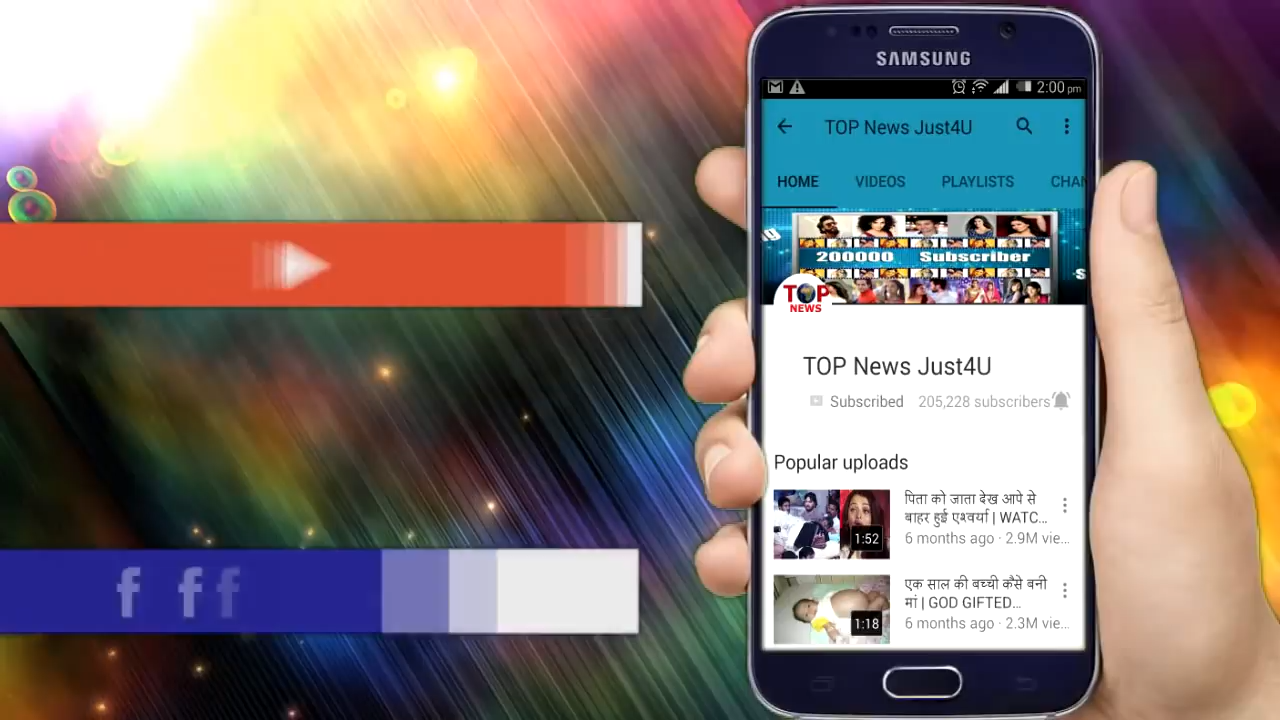 SAMSUNG
2:00 pm
TOP News Just4U
HOME VIDEOS PLAYLISTS CHAN
200000 Subscriber
TOP
NEWS
TOP News Just4U
Subscribed 205,228 subscribers
Popular uploads
पिता को जाता देख आपे से
बाहर हुई एश्वर्या | WATC...
6 months ago · 2.9M vie...
1:52
एक साल की बच्ची कैसे बनी
मां | GOD GIFTED...
6 months ago · 2.3M vie...
1:18
f f f